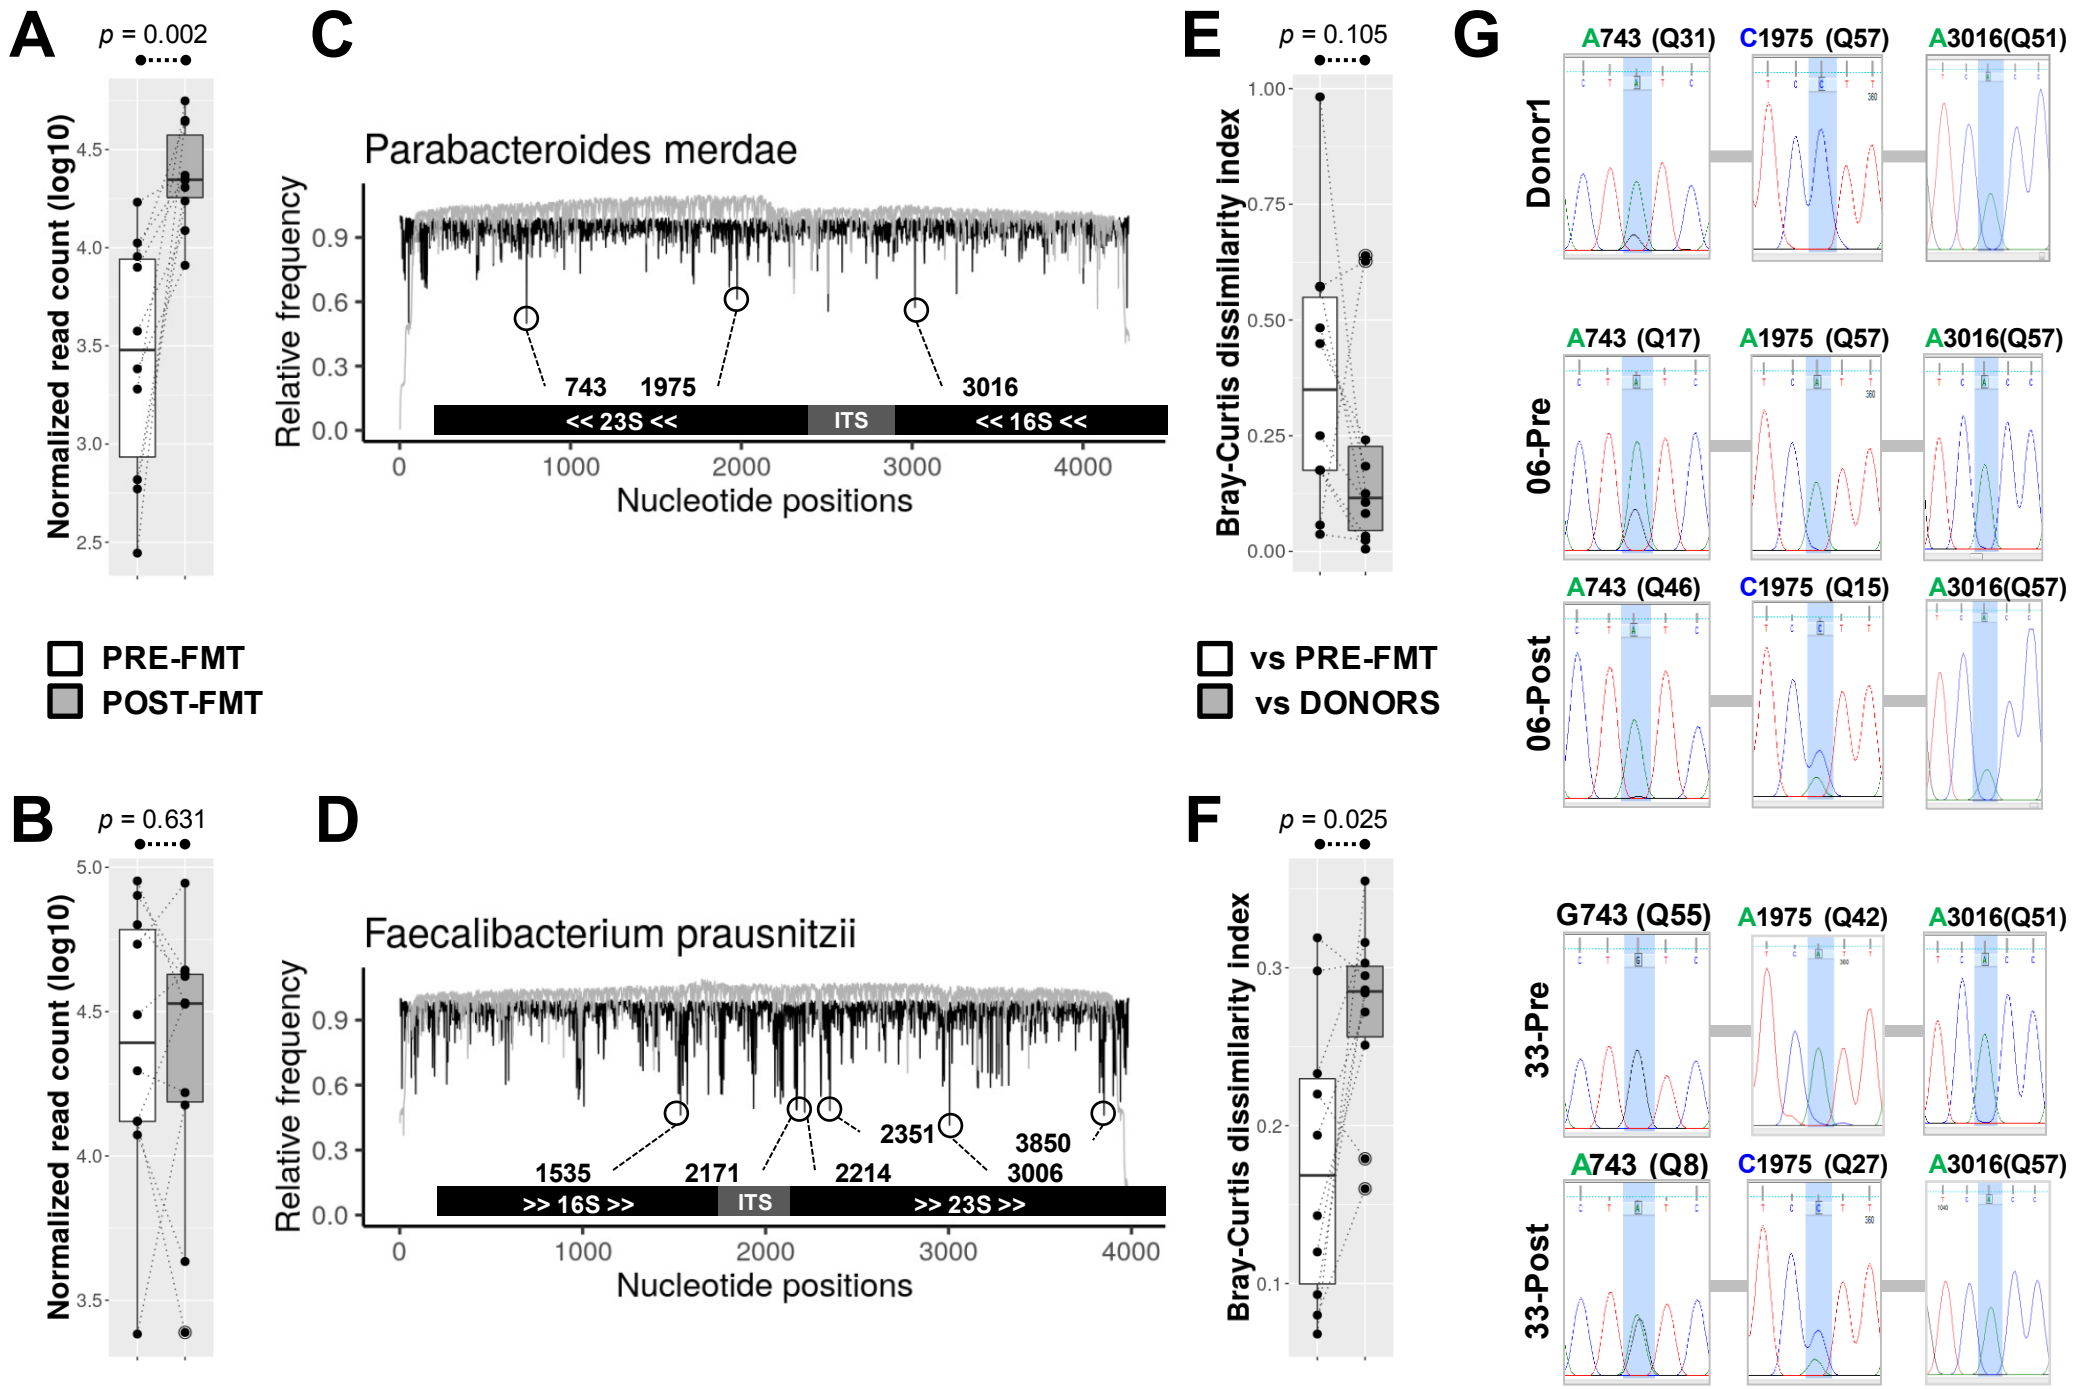 A
p = 0.002
Normalized read count (log10)
4.5
4.0
3.5
3.0
2.5
PRE-FMT
POST-FMT
B
p = 0.631
Normalized read count (log10)
5.0
4.5
4.0
3.5
C
Parabacteroides merdae
Relative frequency
0.9
0.6
0.3
0.0
743 1975 3016
<< 23S << ITS << 16S <<
0 1000 2000 3000 4000
Nucleotide positions
D
Faecalibacterium prausnitzii
Relative frequency
0.9
0.6
0.3
0.0
2351
3850
1535 2171 2214 3006
>> 16S >> ITS >> 23S >>
0 1000 2000 3000 4000
Nucleotide positions
E
p = 0.105
Bray-Curtis dissimilarity index
1.00
0.75
0.50
0.25
0.00
vs PRE-FMT
vs DONORS
F
p = 0.025
Bray-Curtis dissimilarity index
0.3
0.2
0.1
G
A743 (Q31) C1975 (Q57) A3016(Q51)
Donor1
C T A T C
T C C T T
360
T C A C C
A743 (Q17) A1975 (Q57) A3016(Q57)
06-Pre
C T A T C
T C A T T
360
T C A C C
A743 (Q46) C1975 (Q15) A3016(Q57)
06-Post
C T A T C
T C C T T
T C A C C
G743 (Q55) A1975 (Q42) A3016(Q51)
33-Pre
C T G T C
T C A T T
360
T C A C C
A743 (Q8) C1975 (Q27) A3016(Q57)
33-Post
C T A T C
T C C T T
360
T C A C C
1040